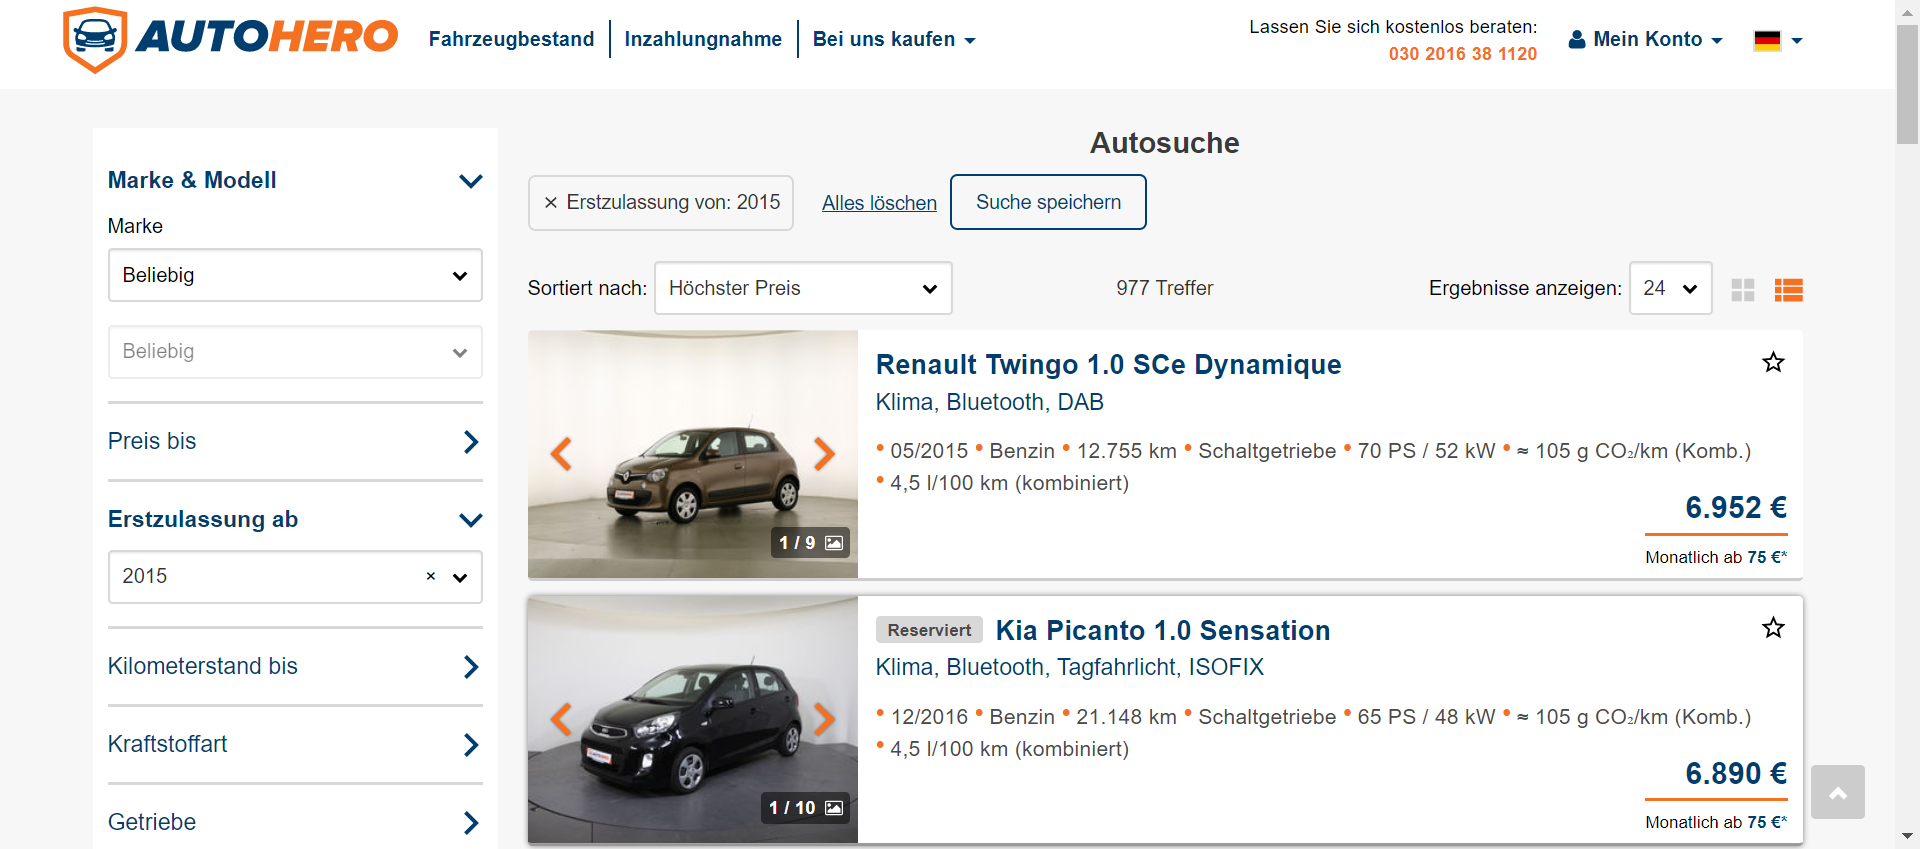 AUTOHERO
Fahrzeugbestand
Inzahlungnahme
Bei uns kaufen
Lassen Sie sich kostenlos beraten:
030 2016 38 1120
Mein Konto
Marke & Modell
Marke
Beliebig
Beliebig
Preis bis
Erstzulassung ab
2015 ×
Kilometerstand bis
Kraftstoffart
Getriebe
Autosuche
× Erstzulassung von: 2015
Alles löschen
Suche speichern
Sortiert nach: Höchster Preis
977 Treffer
Ergebnisse anzeigen: 24
Renault Twingo 1.0 SCe Dynamique
Klima, Bluetooth, DAB
• 05/2015 • Benzin • 12.755 km • Schaltgetriebe • 70 PS / 52 kW • ≈ 105 g CO₂/km (Komb.)
• 4,5 l/100 km (kombiniert)
6.952 €
Monatlich ab 75 €*
1 / 9
Reserviert Kia Picanto 1.0 Sensation
Klima, Bluetooth, Tagfahrlicht, ISOFIX
• 12/2016 • Benzin • 21.148 km • Schaltgetriebe • 65 PS / 48 kW • ≈ 105 g CO₂/km (Komb.)
• 4,5 l/100 km (kombiniert)
6.890 €
Monatlich ab 75 €*
1 / 10